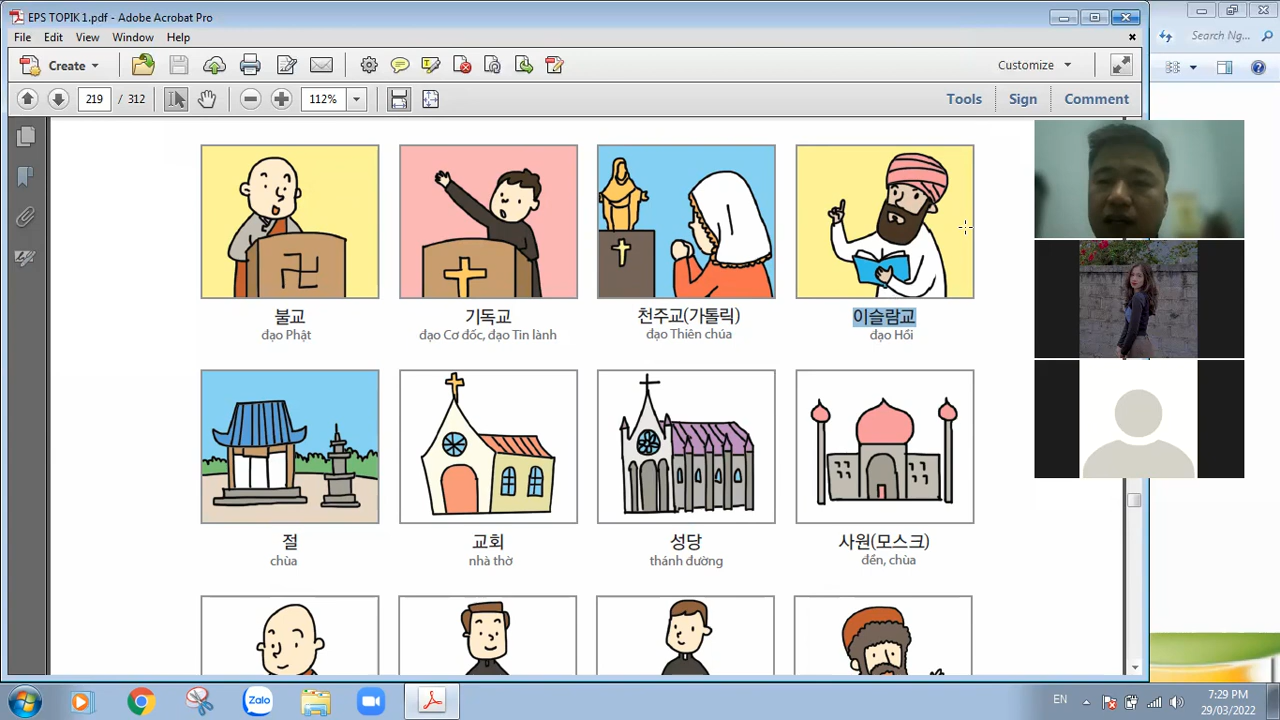 EPS TOPIK 1.pdf - Adobe Acrobat Pro
File Edit View Window Help
Search Ng...
Create
Customize
219 / 312
112%
Tools Sign Comment
불교 기독교 천주교(가톨릭) 이슬람교
đạo Phật đạo Cơ đốc, đạo Tin lành đạo Thiên chúa đạo Hồi
절 교회 성당 사원(모스크)
chùa nhà thờ thánh đường đền, chùa
Zalo
EN
7:29 PM
29/03/2022